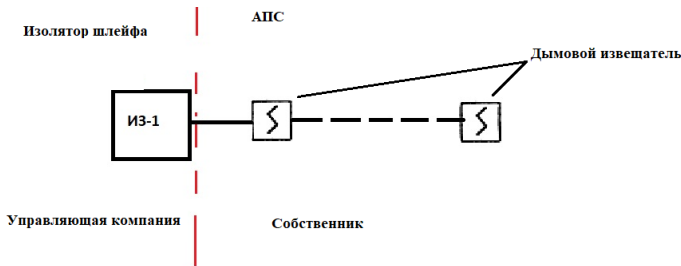 АПС
Изолятор шлейфа
Дымовой извещатель
ИЗ-1
Управляющая компания
Собственник